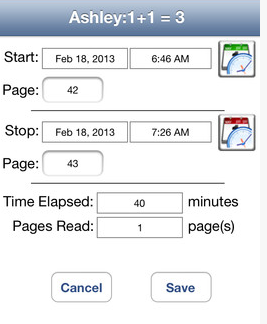 Ashley:1+1 = 3
Start: Feb 18, 2013 6:46 AM
Page: 42
Stop: Feb 18, 2013 7:26 AM
Page: 43
Time Elapsed: 40 minutes
Pages Read: 1 page(s)
Cancel Save